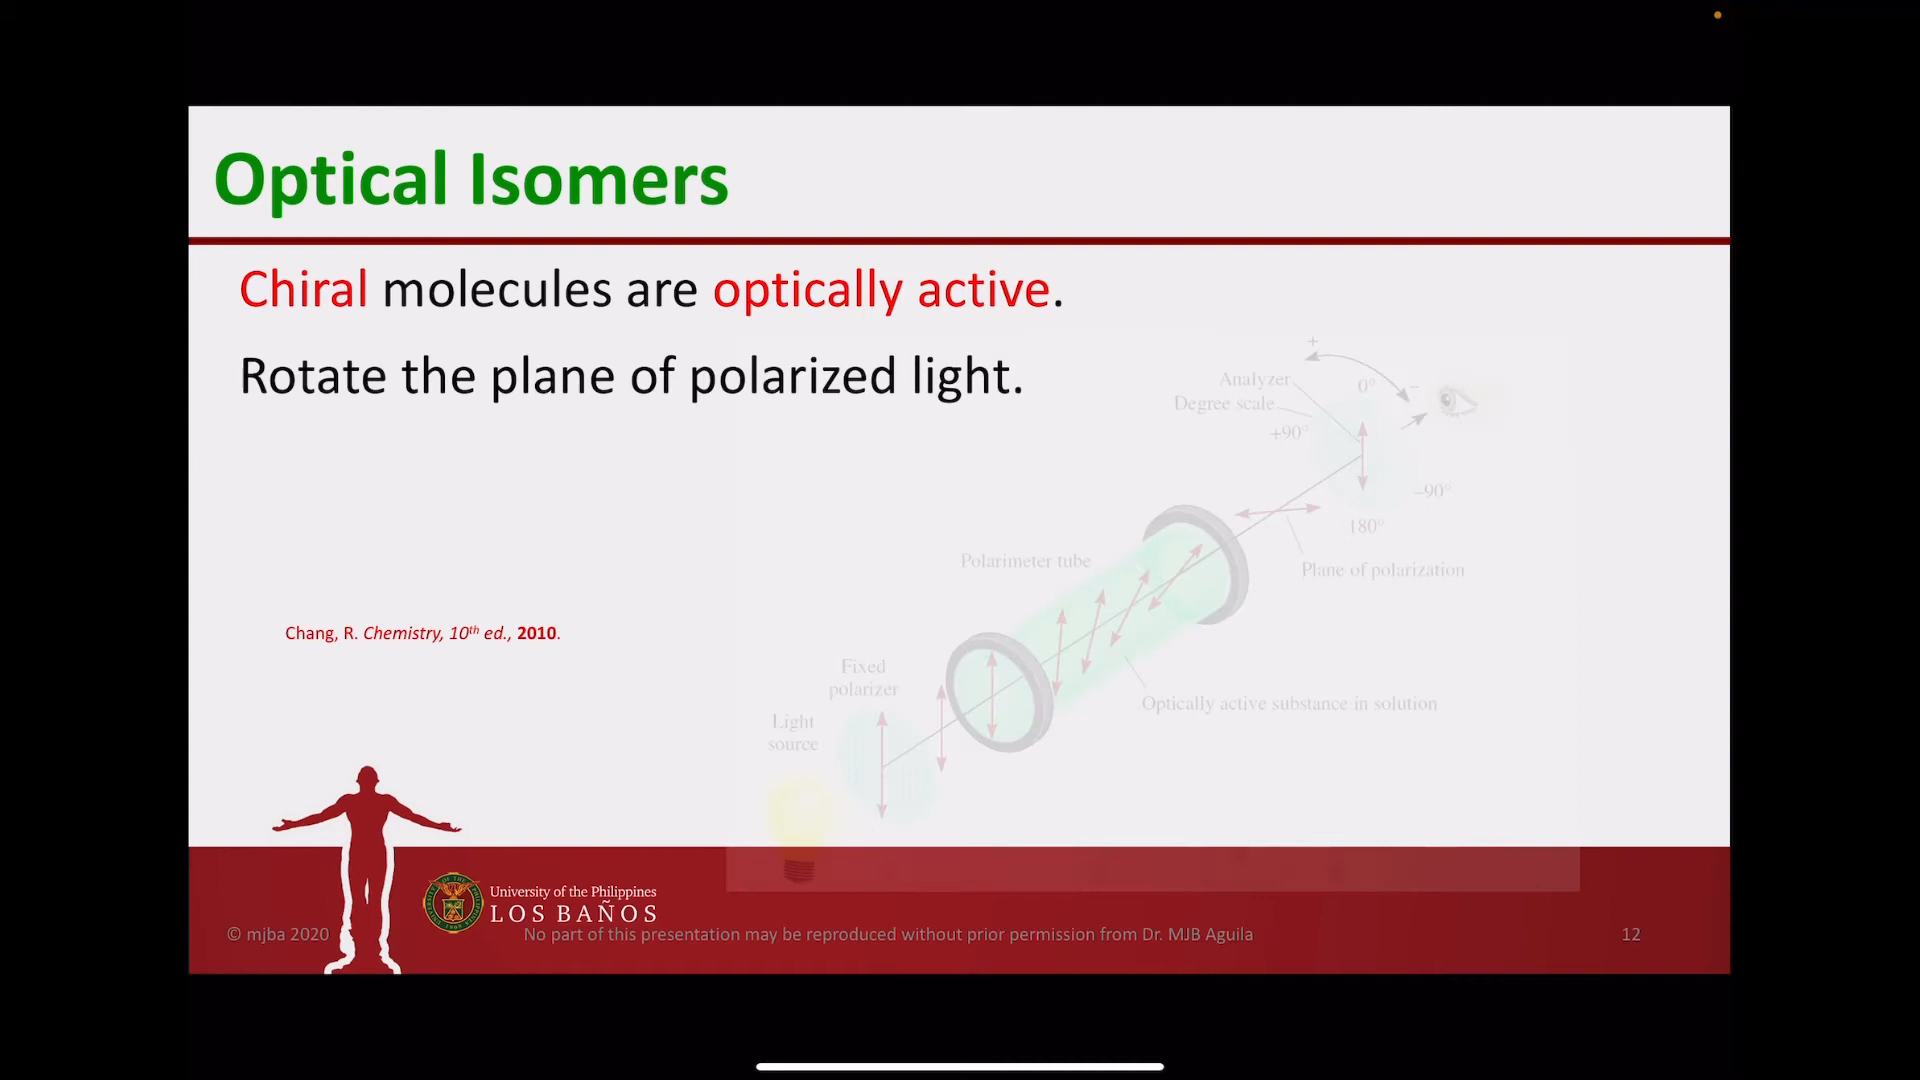 Optical Isomers
Chiral molecules are optically active.
Rotate the plane of polarized light.
+
Analyzer
0°
–
Degree scale
+90°
–90°
180°
Polarimeter tube
Plane of polarization
Chang, R. Chemistry, 10th ed., 2010.
Fixed
polarizer
Optically active substance in solution
Light
source
University of the Philippines
LOS BAÑOS
© mjba 2020
No part of this presentation may be reproduced without prior permission from Dr. MJB Aguila
12